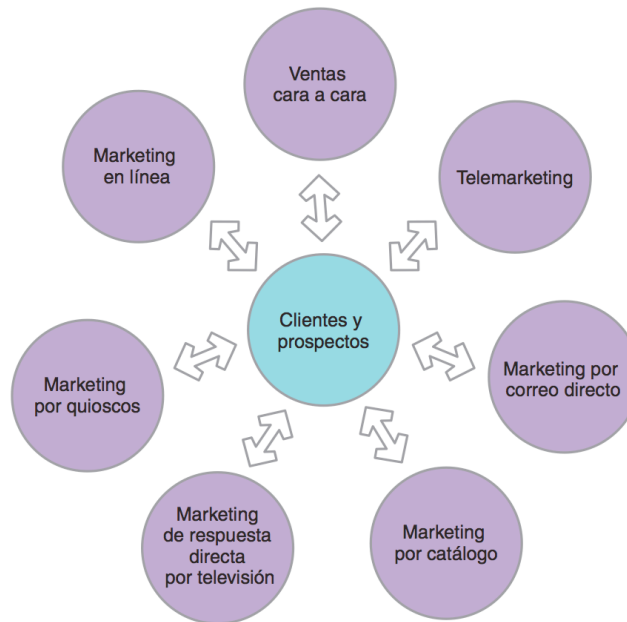 Ventas
cara a cara
Marketing
en línea
Telemarketing
Clientes y
prospectos
Marketing
por quioscos
Marketing por
correo directo
Marketing
de respuesta
directa
por televisión
Marketing
por catálogo